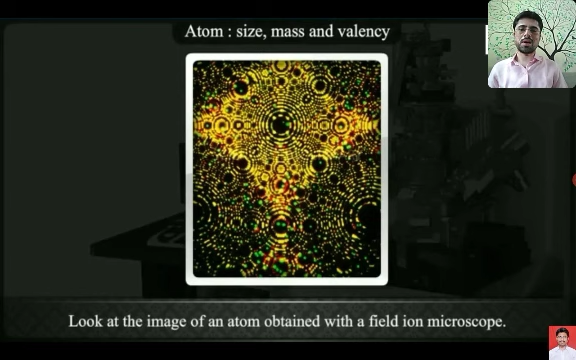 Atom : size, mass and valency
Look at the image of an atom obtained with a field ion microscope.